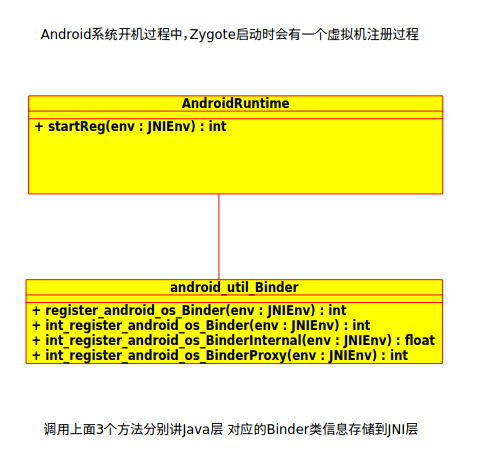 Android系统开机过程中,Zygote启动时会有一个虚拟机注册过程
AndroidRuntime
+ startReg(env : JNIEnv) : int
android_util_Binder
+ register_android_os_Binder(env : JNIEnv) : int
+ int_register_android_os_Binder(env : JNIEnv) : int
+ int_register_android_os_BinderInternal(env : JNIEnv) : float
+ int_register_android_os_BinderProxy(env : JNIEnv) : int
调用上面3个方法分别讲Java层 对应的Binder类信息存储到JNI层